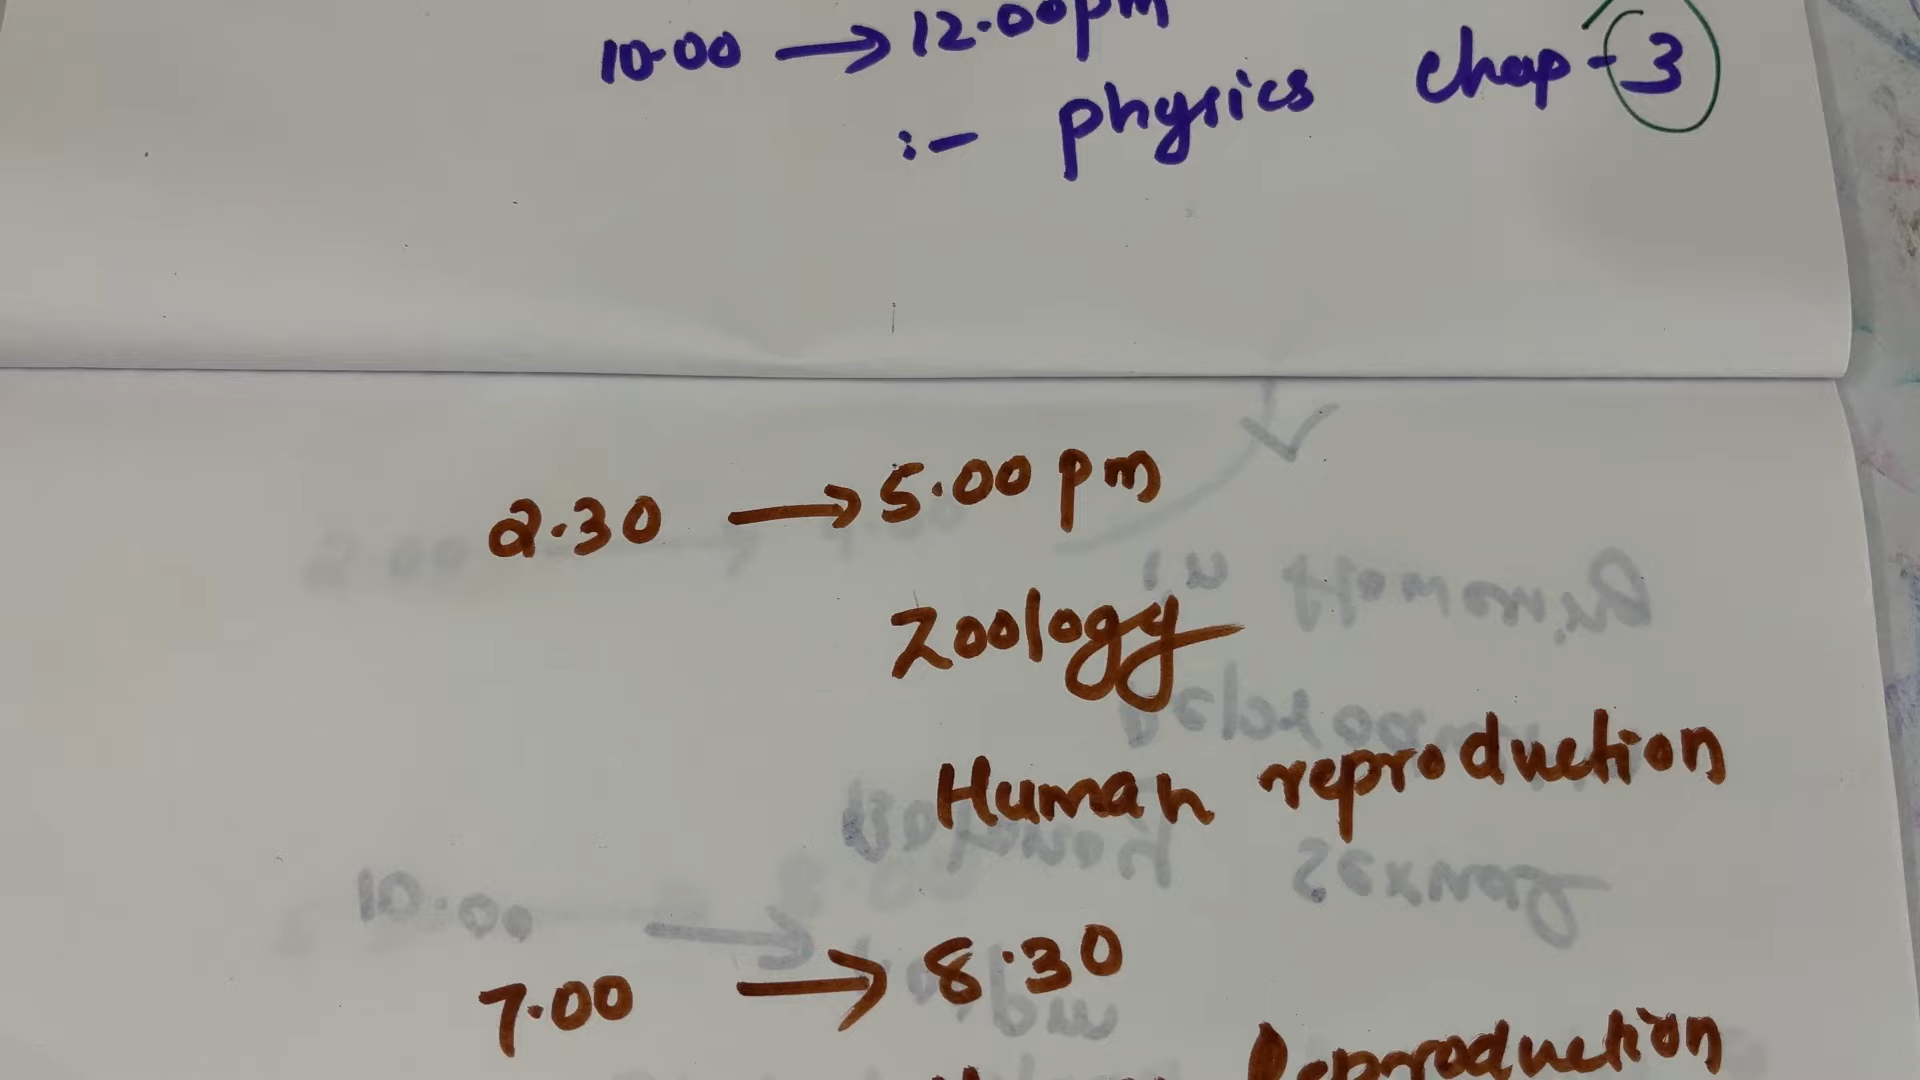 10.00 → 12.00pm
:- physics chap-3
2.30 → 5.00 pm
Zoology
Human reproduction
7.00 → 8.30
Reproduction